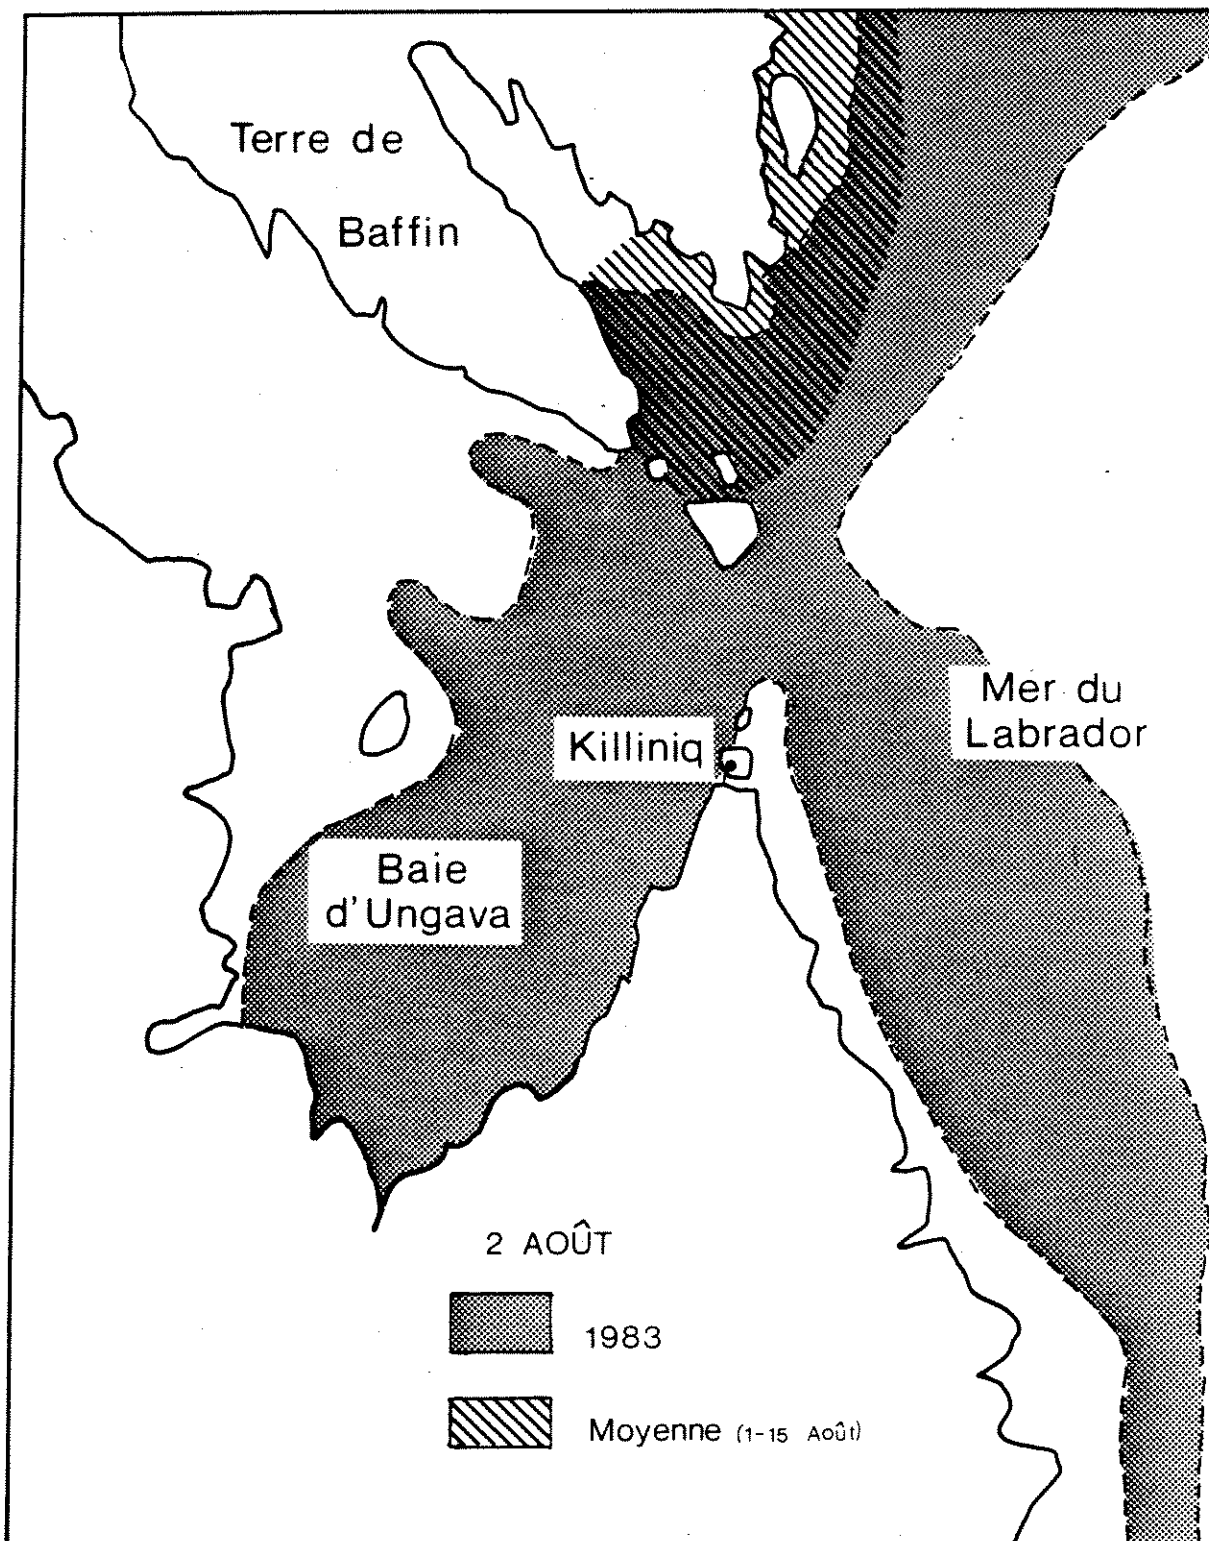 Terre de
Baffin
Mer du
Labrador
Killiniq
Baie
d'Ungava
2 AOÛT
1983
Moyenne (1-15 Août)